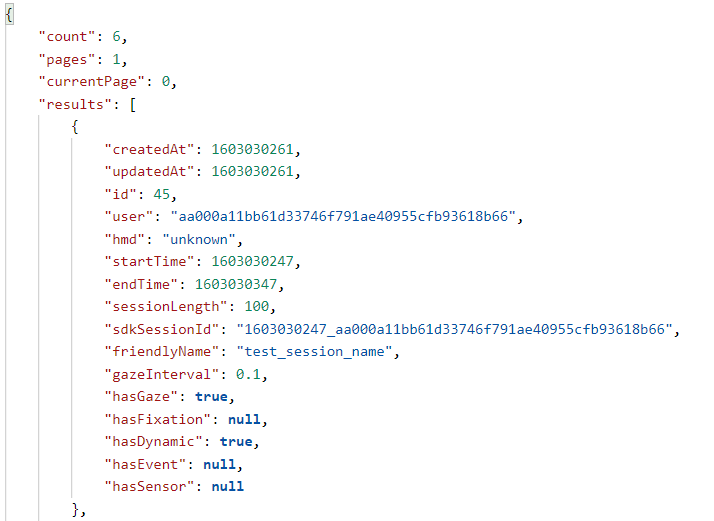 {
"count": 6,
"pages": 1,
"currentPage": 0,
"results": [
{
"createdAt": 1603030261,
"updatedAt": 1603030261,
"id": 45,
"user": "aa000a11bb61d33746f791ae40955cfb93618b66",
"hmd": "unknown",
"startTime": 1603030247,
"endTime": 1603030347,
"sessionLength": 100,
"sdkSessionId": "1603030247_aa000a11bb61d33746f791ae40955cfb93618b66",
"friendlyName": "test_session_name",
"gazeInterval": 0.1,
"hasGaze": true,
"hasFixation": null,
"hasDynamic": true,
"hasEvent": null,
"hasSensor": null
},